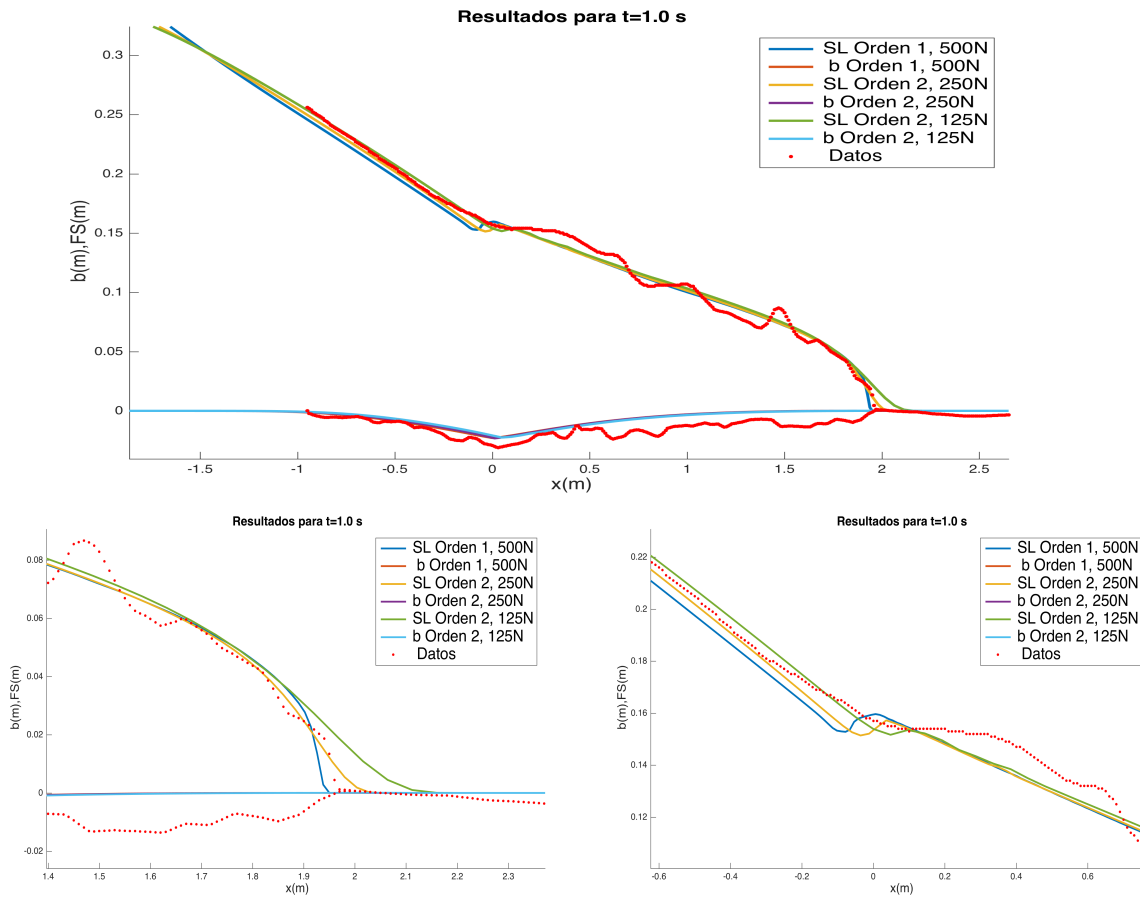 Resultados para t=1.0 s
SL Orden 1, 500N
b Orden 1, 500N
SL Orden 2, 250N
b Orden 2, 250N
SL Orden 2, 125N
b Orden 2, 125N
Datos
b(m),FS(m)
0.3
0.25
0.2
0.15
0.1
0.05
0
-1.5 -1 -0.5 0 0.5 1 1.5 2 2.5
x(m)
Resultados para t=1.0 s
SL Orden 1, 500N
b Orden 1, 500N
SL Orden 2, 250N
b Orden 2, 250N
SL Orden 2, 125N
b Orden 2, 125N
Datos
b(m),FS(m)
0.08
0.06
0.04
0.02
0
-0.02
1.4 1.5 1.6 1.7 1.8 1.9 2 2.1 2.2 2.3
x(m)
Resultados para t=1.0 s
SL Orden 1, 500N
b Orden 1, 500N
SL Orden 2, 250N
b Orden 2, 250N
SL Orden 2, 125N
b Orden 2, 125N
Datos
b(m),FS(m)
0.22
0.2
0.18
0.16
0.14
0.12
-0.6 -0.4 -0.2 0 0.2 0.4 0.6
x(m)